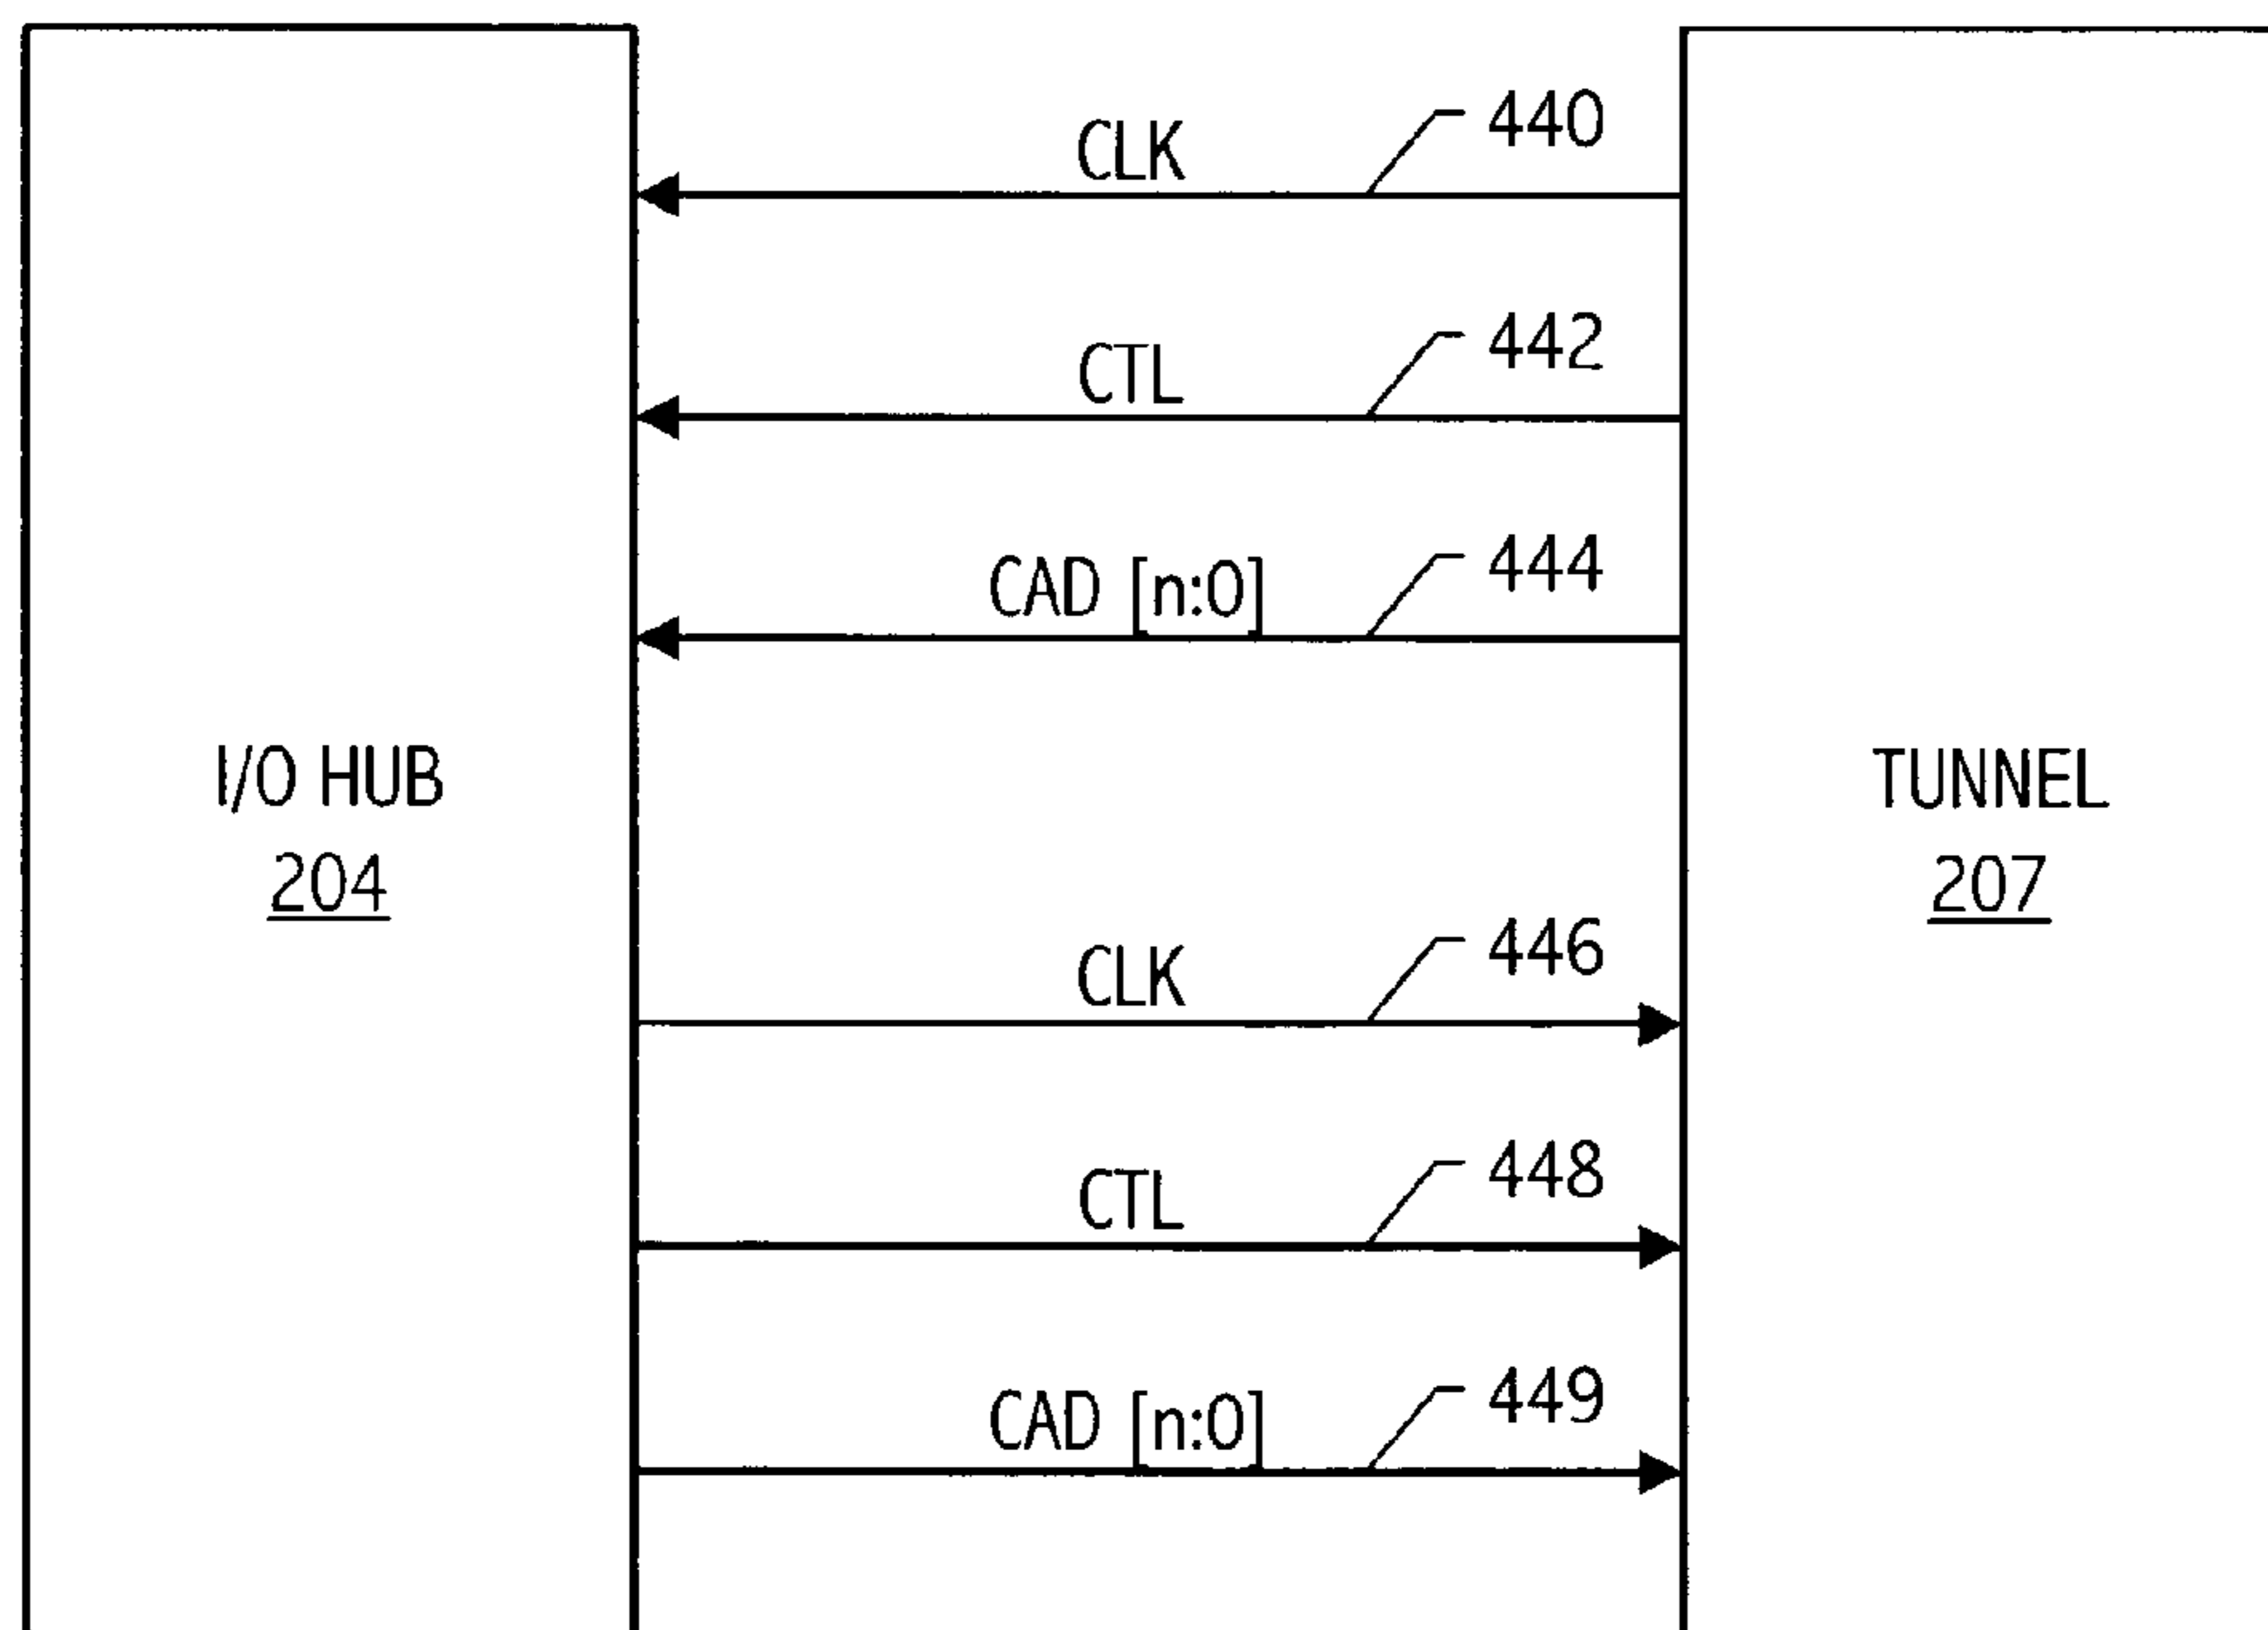 CLK
440
CTL
442
CAD [n:0]
444
I/O HUB
204
TUNNEL
207
CLK
446
CTL
448
CAD [n:0]
449